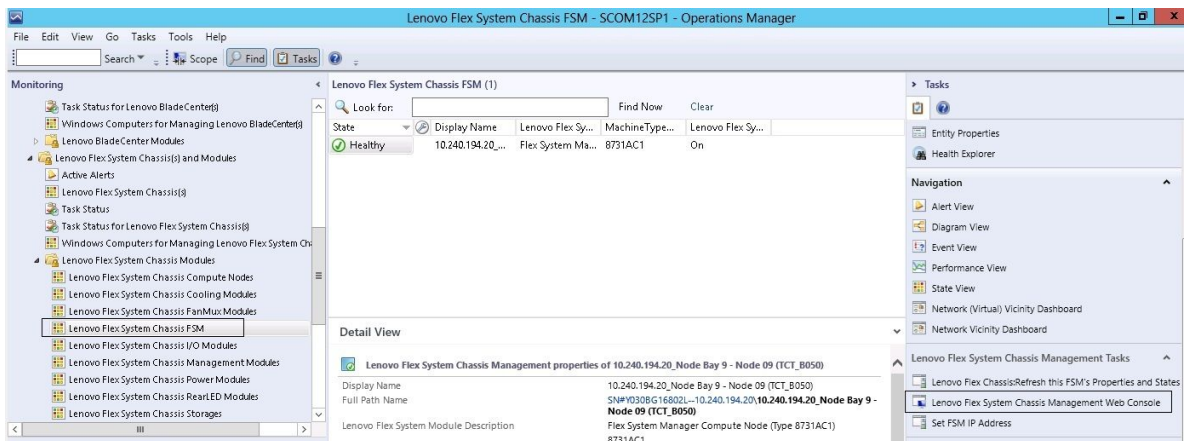 Lenovo Flex System Chassis FSM - SCOM12SP1 - Operations Manager
File Edit View Go Tasks Tools Help
Search Scope Find Tasks
Monitoring
Task Status for Lenovo BladeCenter(s)
Windows Computers for Managing Lenovo BladeCenter(s)
Lenovo BladeCenter Modules
Lenovo Flex System Chassis(s) and Modules
Active Alerts
Lenovo Flex System Chassis(s)
Task Status
Task Status for Lenovo Flex System Chassis(s)
Windows Computers for Managing Lenovo Flex System Ch
Lenovo Flex System Chassis Modules
Lenovo Flex System Chassis Compute Nodes
Lenovo Flex System Chassis Cooling Modules
Lenovo Flex System Chassis FanMux Modules
Lenovo Flex System Chassis FSM
Lenovo Flex System Chassis I/O Modules
Lenovo Flex System Chassis Management Modules
Lenovo Flex System Chassis Power Modules
Lenovo Flex System Chassis RearLED Modules
Lenovo Flex System Chassis Storages
Lenovo Flex System Chassis FSM (1)
Look for: Find Now Clear
State Display Name Lenovo Flex Sy... MachineType... Lenovo Flex Sy...
Healthy 10.240.194.20_... Flex System Ma... 8731AC1 On
Detail View
Lenovo Flex System Chassis Management properties of 10.240.194.20_Node Bay 9 - Node 09 (TCT_B050)
Display Name 10.240.194.20_Node Bay 9 - Node 09 (TCT_B050)
Full Path Name SN#Y030BG16802L--10.240.194.20\10.240.194.20_Node Bay 9 -
Node 09 (TCT_B050)
Lenovo Flex System Module Description Flex System Manager Compute Node (Type 8731AC1)
8731AC1
Tasks
Entity Properties
Health Explorer
Navigation
Alert View
Diagram View
Event View
Performance View
State View
Network (Virtual) Vicinity Dashboard
Network Vicinity Dashboard
Lenovo Flex System Chassis Management Tasks
Lenovo Flex Chassis:Refresh this FSM's Properties and States
Lenovo Flex System Chassis Management Web Console
Set FSM IP Address